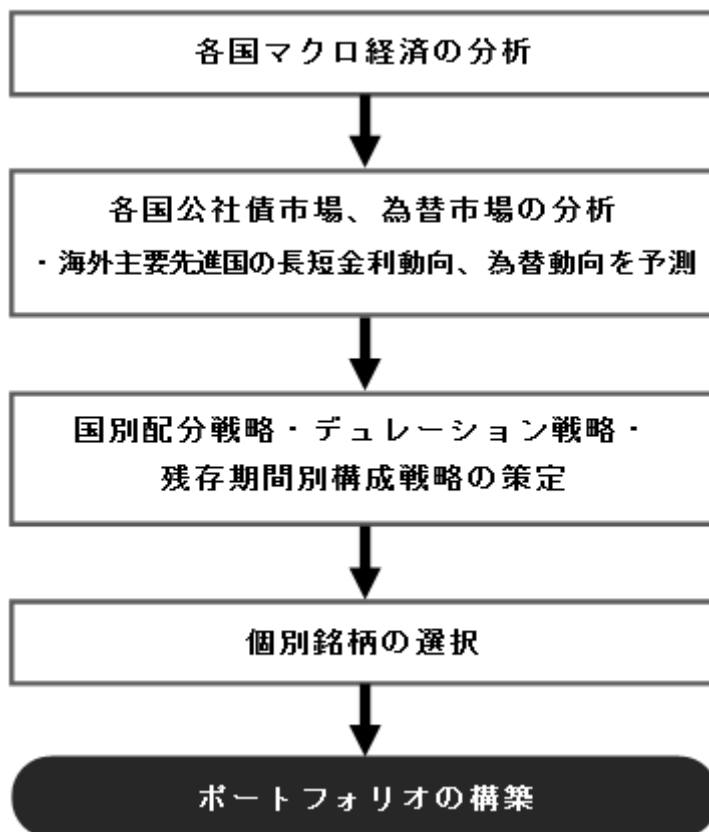 各国マクロ経済の分析
各国公社債市場、為替市場の分析
・海外主要先進国の長短金利動向、為替動向を予測
国別配分戦略・デュレーション戦略・
残存期間別構成戦略の策定
個別銘柄の選択
ポートフォリオの構築